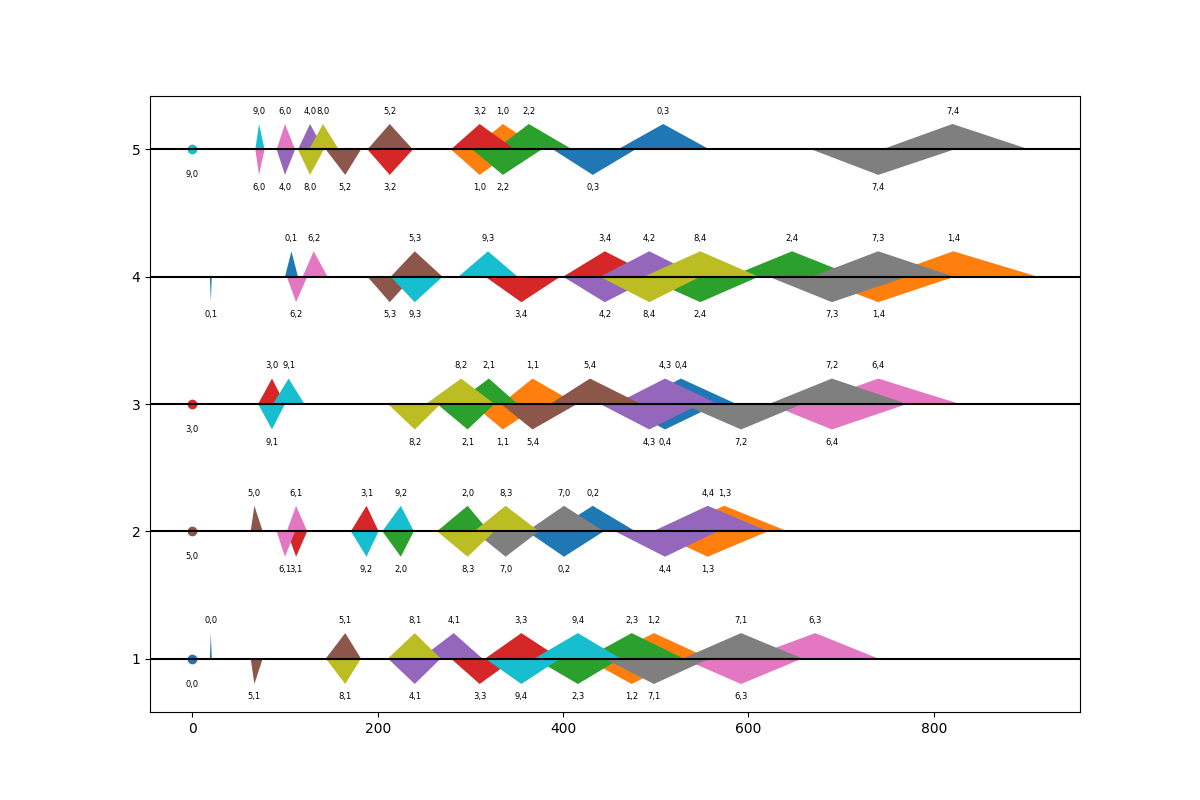 9,0 6,0 4,0 8,0 5,2 3,2 1,0 2,2 0,3 7,4
5
9,0 6,0 4,0 8,0 5,2 3,2 1,0 2,2 0,3 7,4
0,1 6,2 5,3 9,3 3,4 4,2 8,4 2,4 7,3 1,4
4
0,1 6,2 5,3 9,3 3,4 4,2 8,4 2,4 7,3 1,4
3,0 9,1 8,2 2,1 1,1 5,4 4,3 0,4 7,2 6,4
3
3,0 9,1 8,2 2,1 1,1 5,4 4,3 0,4 7,2 6,4
5,0 6,1 3,1 9,2 2,0 8,3 7,0 0,2 4,4 1,3
2
5,0 6,1 3,1 9,2 2,0 8,3 7,0 0,2 4,4 1,3
0,0 5,1 8,1 4,1 3,3 9,4 2,3 1,2 7,1 6,3
1
0,0 5,1 8,1 4,1 3,3 9,4 2,3 1,2 7,1 6,3
0 200 400 600 800